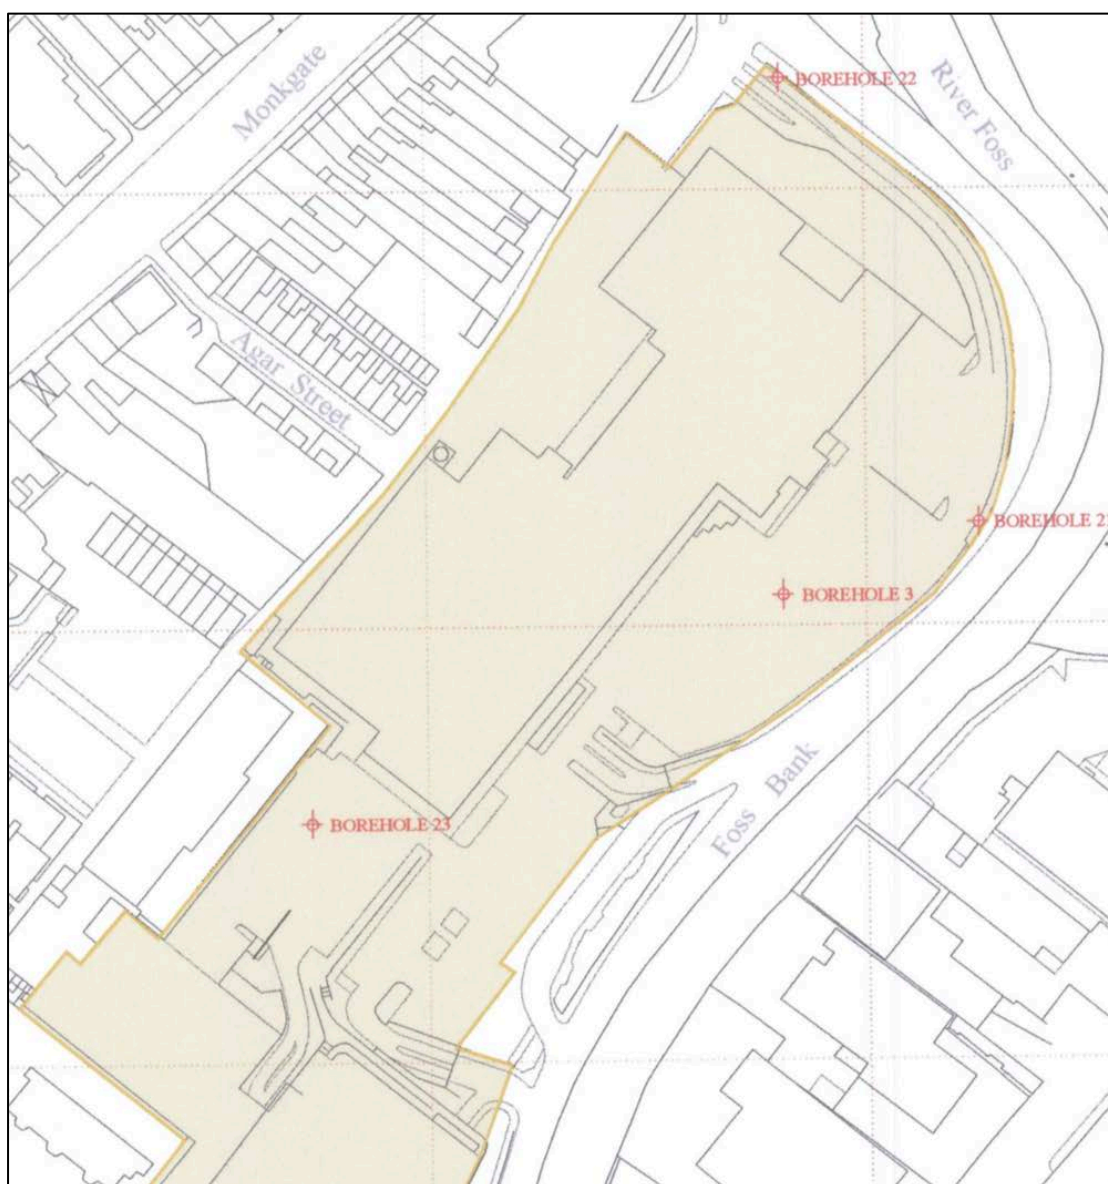 Monkgate
BOREHOLE 22
River Foss
Agar Street
BOREHOLE 3
Foss Bank
BOREHOLE 23